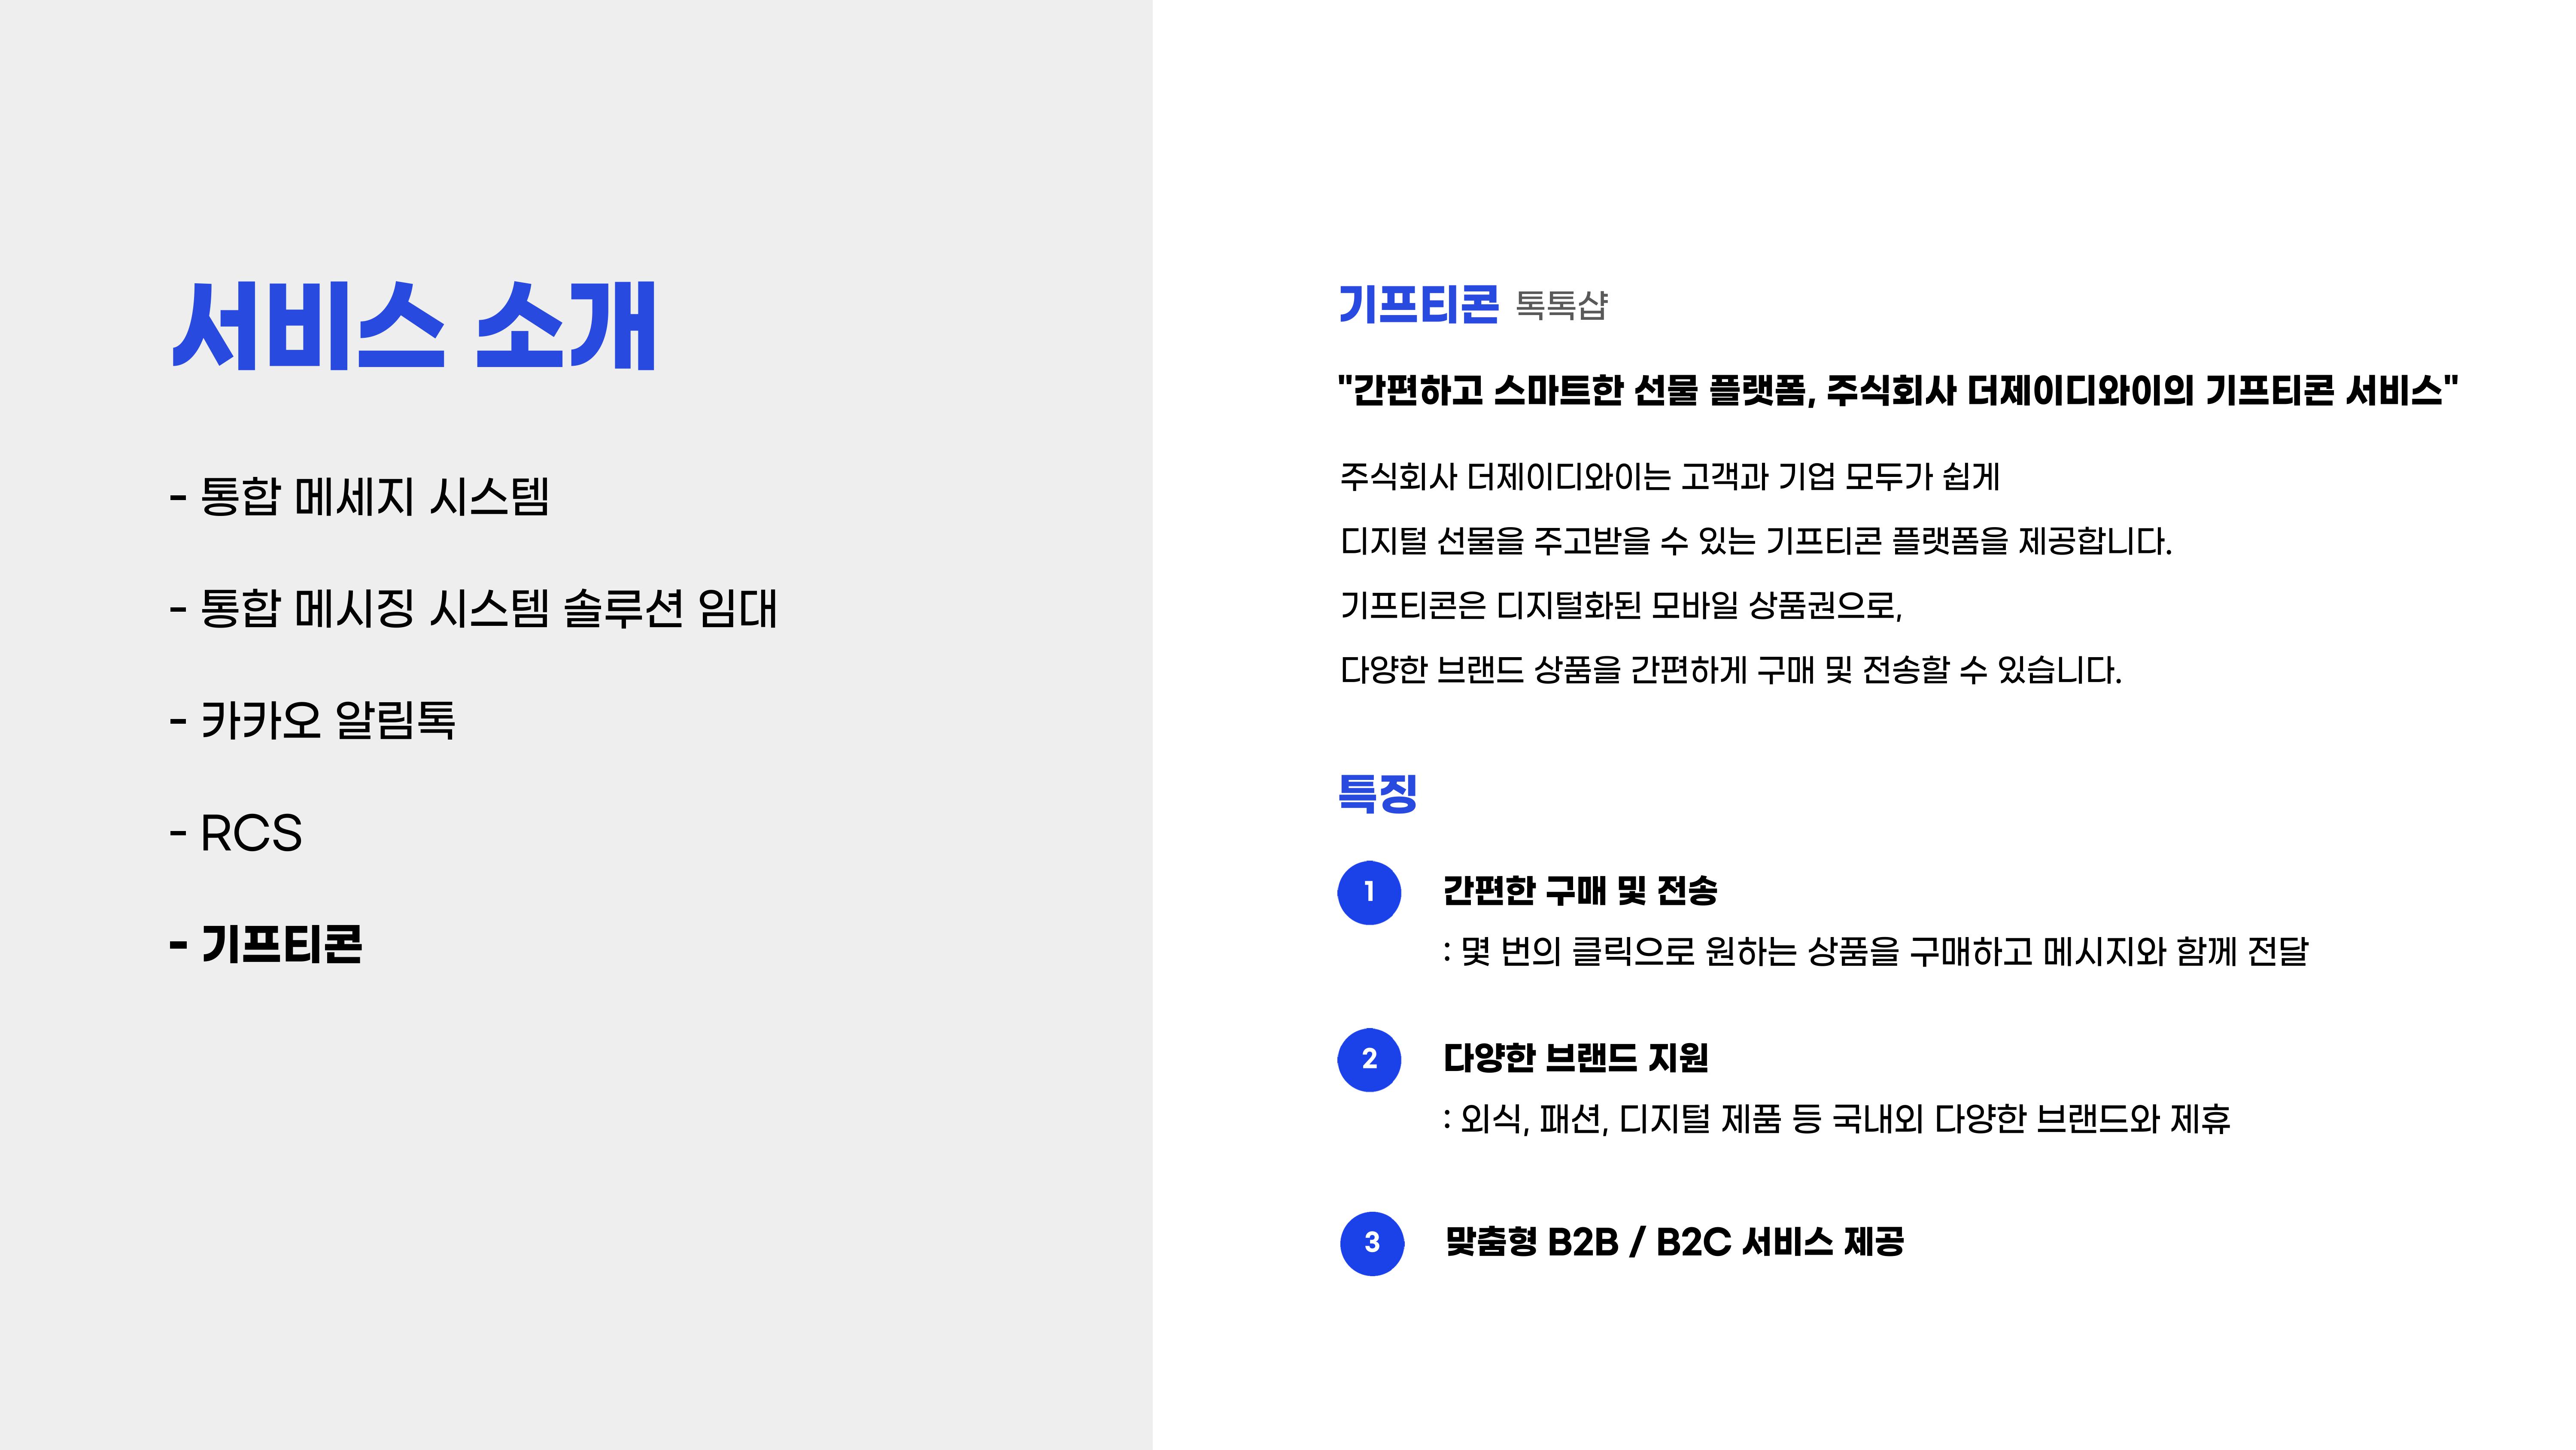 서비스 소개
- 통합 메세지 시스템
- 통합 메시징 시스템 솔루션 임대
- 카카오 알림톡
- RCS
- 기프티콘
기프티콘 톡톡샵
"간편하고 스마트한 선물 플랫폼, 주식회사 더제이디와이의 기프티콘 서비스"
주식회사 더제이디와이는 고객과 기업 모두가 쉽게
디지털 선물을 주고받을 수 있는 기프티콘 플랫폼을 제공합니다.
기프티콘은 디지털화된 모바일 상품권으로,
다양한 브랜드 상품을 간편하게 구매 및 전송할 수 있습니다.
특징
1 간편한 구매 및 전송
: 몇 번의 클릭으로 원하는 상품을 구매하고 메시지와 함께 전달
2 다양한 브랜드 지원
: 외식, 패션, 디지털 제품 등 국내외 다양한 브랜드와 제휴
3 맞춤형 B2B / B2C 서비스 제공